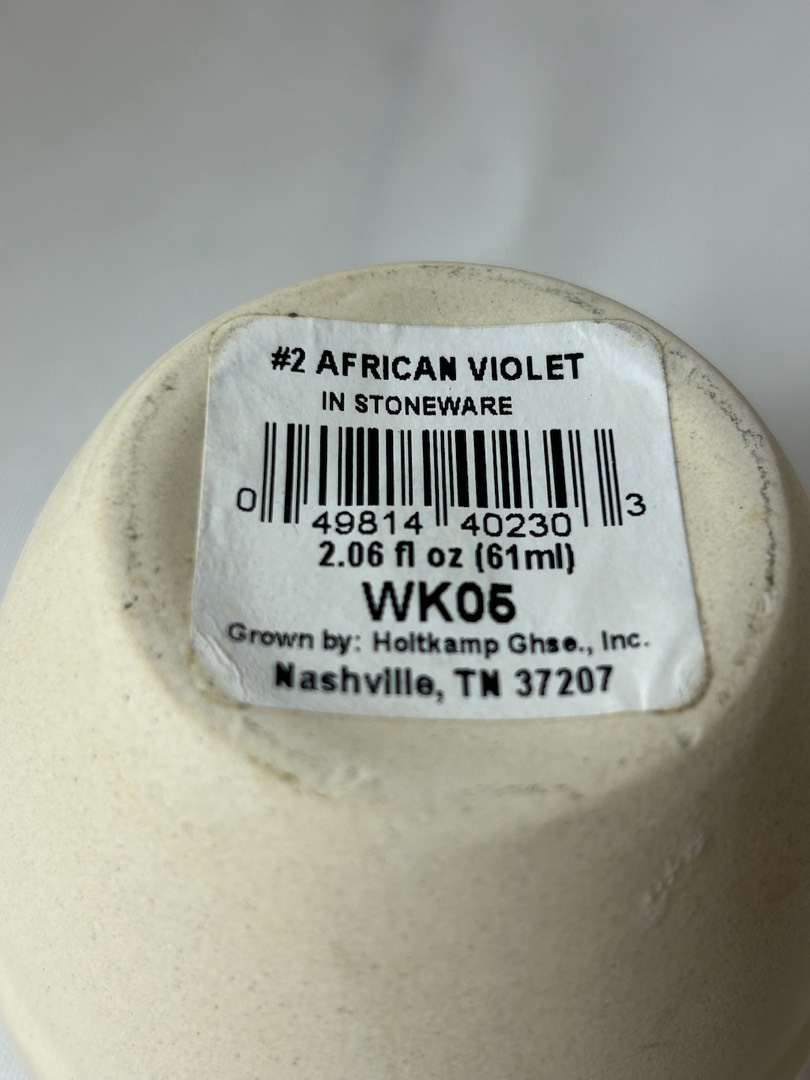 #2 AFRICAN VIOLET
IN STONEWARE
0 49814 40230 3
2.06 fl oz (61ml)
WK05
Grown by: Holtkamp Ghse., Inc.
Nashville, TN 37207